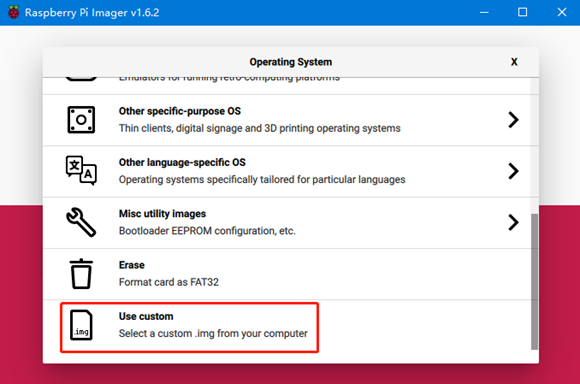 Raspberry Pi Imager v1.6.2
Operating System
X
Emulators for running retro-computing platforms
Other specific-purpose OS
Thin clients, digital signage and 3D printing operating systems
文
A
Other language-specific OS
Operating systems specifically tailored for particular languages
Misc utility images
Bootloader EEPROM configuration, etc.
Erase
Format card as FAT32
.img
Use custom
Select a custom .img from your computer